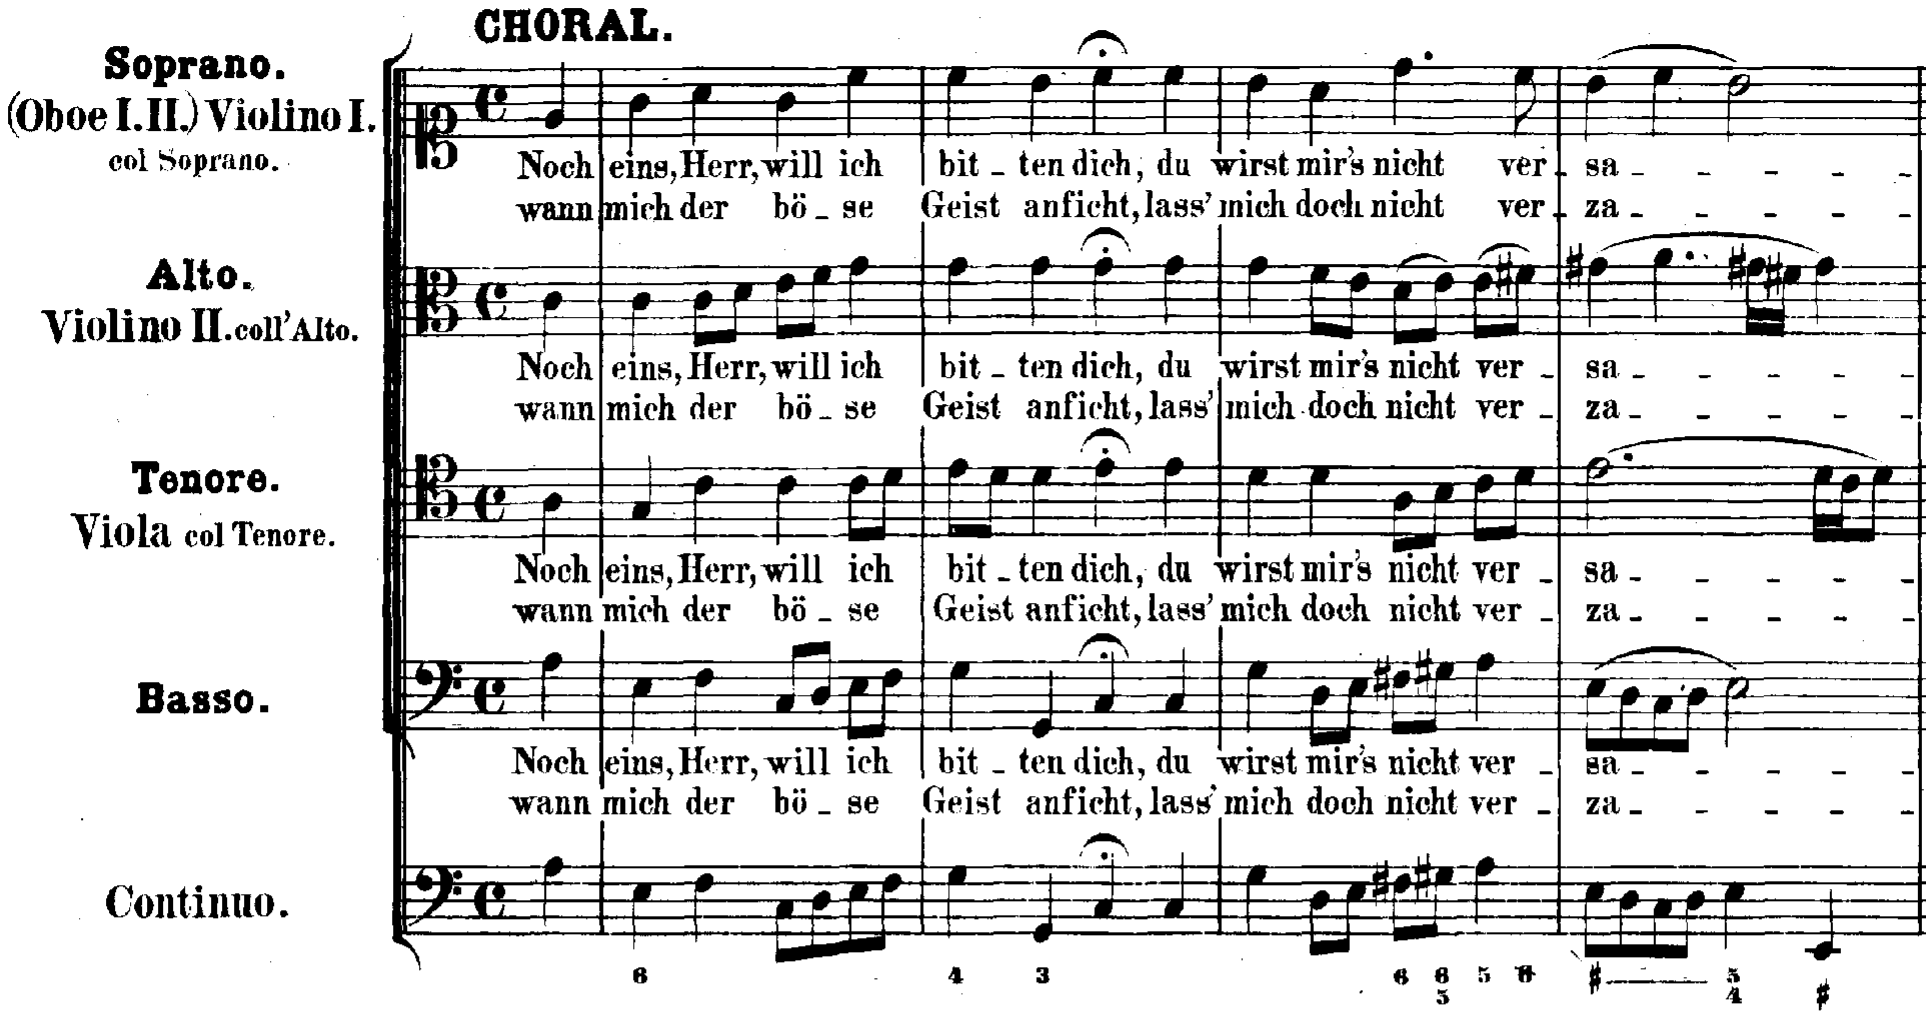 CHORAL.
Soprano.
(Oboe I.II.) Violino I.
col Soprano.
Noch eins, Herr, will ich bit - ten dich, du wirst mir's nicht ver - sa - - - - -
wann mich der bö - se Geist anficht, lass' mich doch nicht ver - za - - - - -
Alto.
Violino II. coll'Alto.
Noch eins, Herr, will ich bit - ten dich, du wirst mir's nicht ver - sa - - - - -
wann mich der bö - se Geist anficht, lass' mich doch nicht ver - za - - - - -
Tenore.
Viola col Tenore.
Noch eins, Herr, will ich bit - ten dich, du wirst mir's nicht ver - sa - - - - -
wann mich der bö - se Geist anficht, lass' mich doch nicht ver - za - - - - -
Basso.
Noch eins, Herr, will ich bit - ten dich, du wirst mir's nicht ver - sa - - - - -
wann mich der bö - se Geist anficht, lass' mich doch nicht ver - za - - - - -
Continuo.
6 4 3 6 6 5 6 # 5 
5 4 #